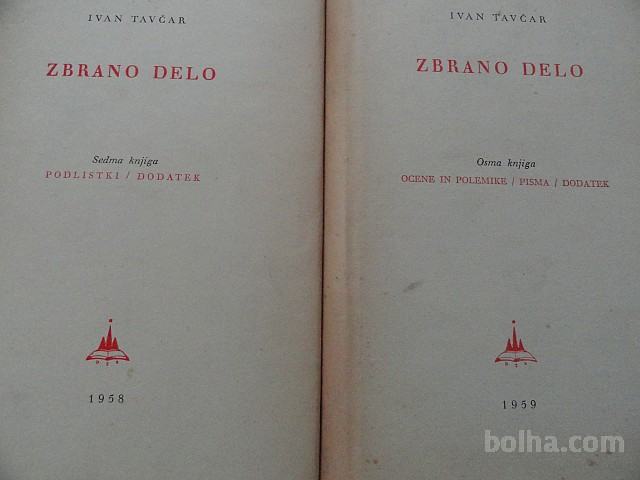 IVAN TAVČAR
ZBRANO DELO
Sedma knjiga
PODLISTKI / DODATEK
D Z S
1958
IVAN TAVČAR
ZBRANO DELO
Osma knjiga
OCENE IN POLEMIKE / PISMA / DODATEK
D Z S
1959
bolha.com